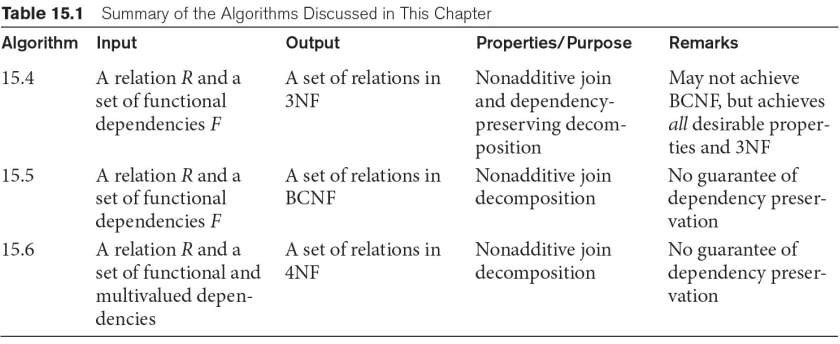 Table 15.1 Summary of the Algorithms Discussed in This Chapter
Algorithm Input Output Properties/Purpose Remarks
15.4 A relation R and a A set of relations in Nonadditive join May not achieve
set of functional 3NF and dependency- BCNF, but achieves
dependencies F preserving decom- all desirable proper-
position ties and 3NF
15.5 A relation R and a A set of relations in Nonadditive join No guarantee of
set of functional BCNF decomposition dependency preser-
dependencies F vation
15.6 A relation R and a A set of relations in Nonadditive join No guarantee of
set of functional and 4NF decomposition dependency preser-
multivalued depen- vation
dencies